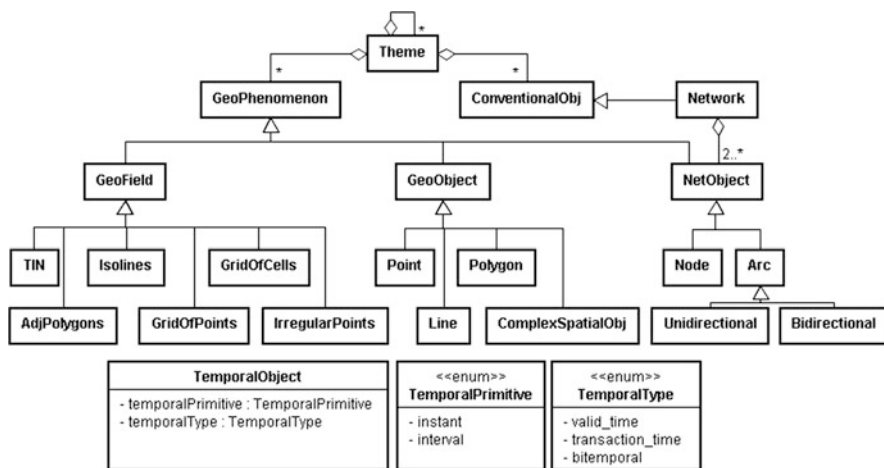 *
Theme
*
*
GeoPhenomenon
ConventionalObj
Network
2..*
GeoField
GeoObject
NetObject
TIN
Isolines
GridOfCells
Point
Polygon
Node
Arc
AdjPolygons
GridOfPoints
IrregularPoints
Line
ComplexSpatialObj
Unidirectional
Bidirectional
TemporalObject
- temporalPrimitive : TemporalPrimitive
- temporalType : TemporalType
<<enum>>
TemporalPrimitive
- instant
- interval
<<enum>>
TemporalType
- valid_time
- transaction_time
- bitemporal